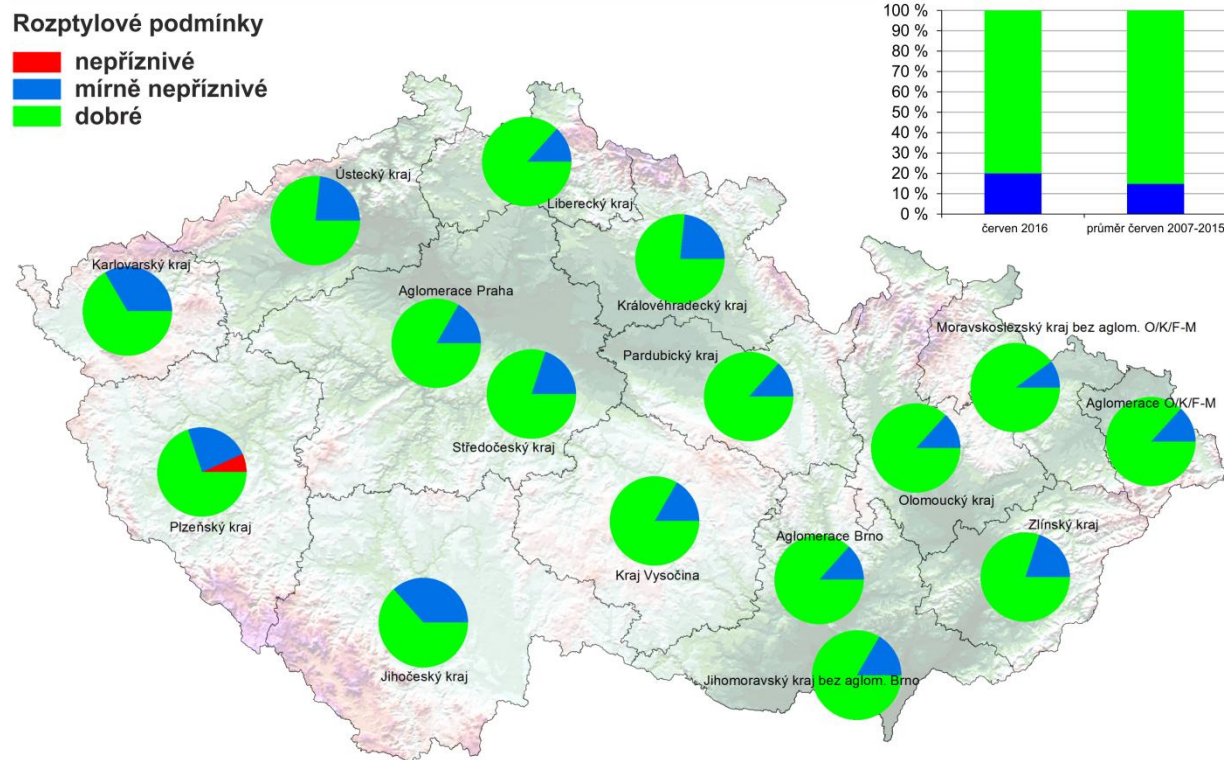 Rozptylové podmínky
nepříznivé
mírně nepříznivé
dobré
100 %
90 %
80 %
70 %
60 %
50 %
40 %
30 %
20 %
10 %
0 %
červen 2016
průměr červen 2007-2015
Ústecký kraj
Liberecký kraj
Karlovarský kraj
Aglomerace Praha
Královéhradecký kraj
Moravskoslezský kraj bez aglom. O/K/F-M
Pardubický kraj
Aglomerace O/K/F-M
Středočeský kraj
Olomoucký kraj
Plzeňský kraj
Zlínský kraj
Aglomerace Brno
Kraj Vysočina
Jihočeský kraj
Jihomoravský kraj bez aglom. Brno